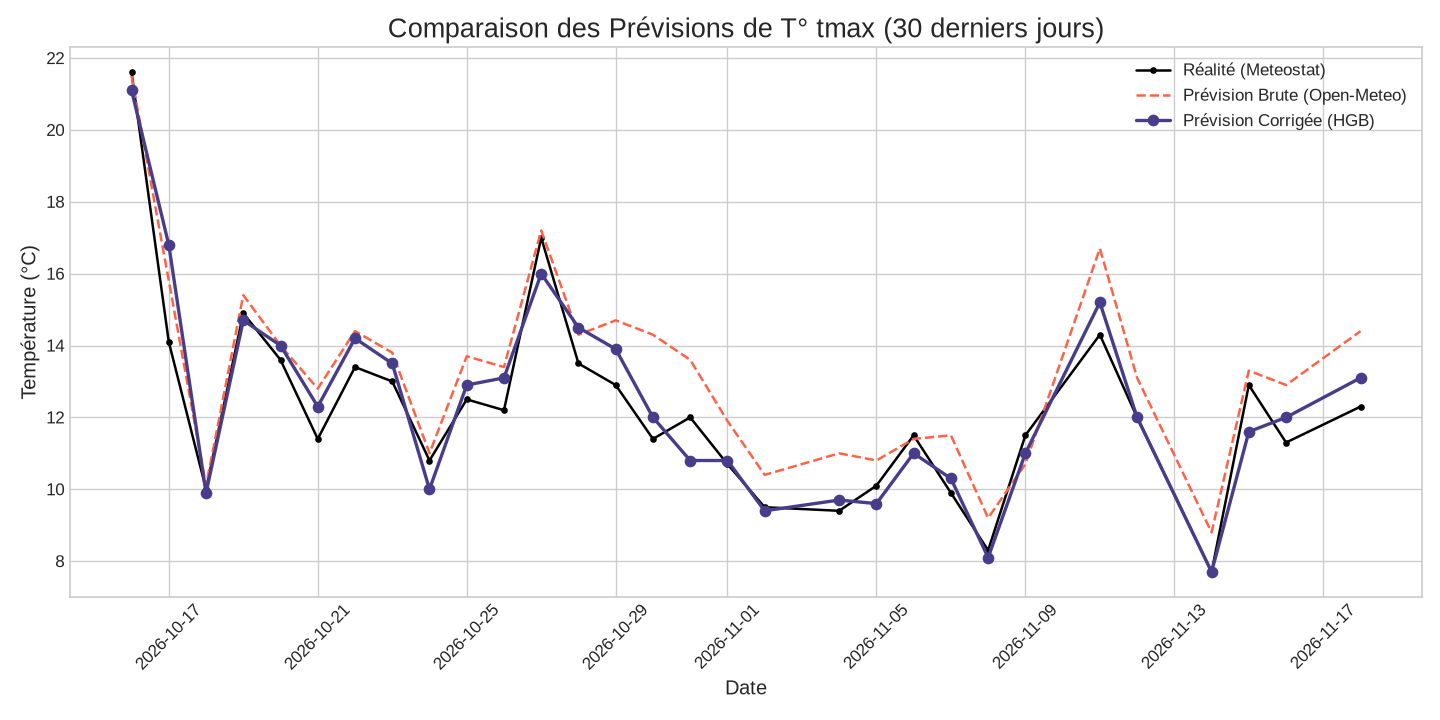 Comparaison des Prévisions de T° tmax (30 derniers jours)
Réalité (Meteostat)
Prévision Brute (Open-Meteo)
Prévision Corrigée (HGB)
Température (°C)
22
20
18
16
14
12
10
8
2026-10-17
2026-10-21
2026-10-25
2026-10-29
2026-11-01
2026-11-05
2026-11-09
2026-11-13
2026-11-17
Date